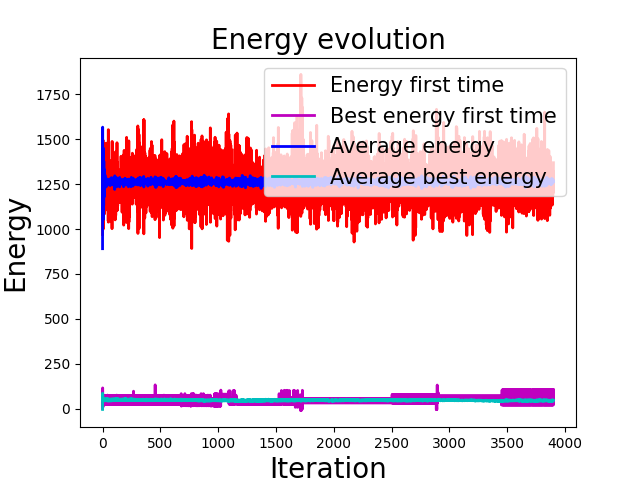 Energy evolution
Energy
1750
1500
1250
1000
750
500
250
0
Energy first time
Best energy first time
Average energy
Average best energy
0 500 1000 1500 2000 2500 3000 3500 4000
Iteration